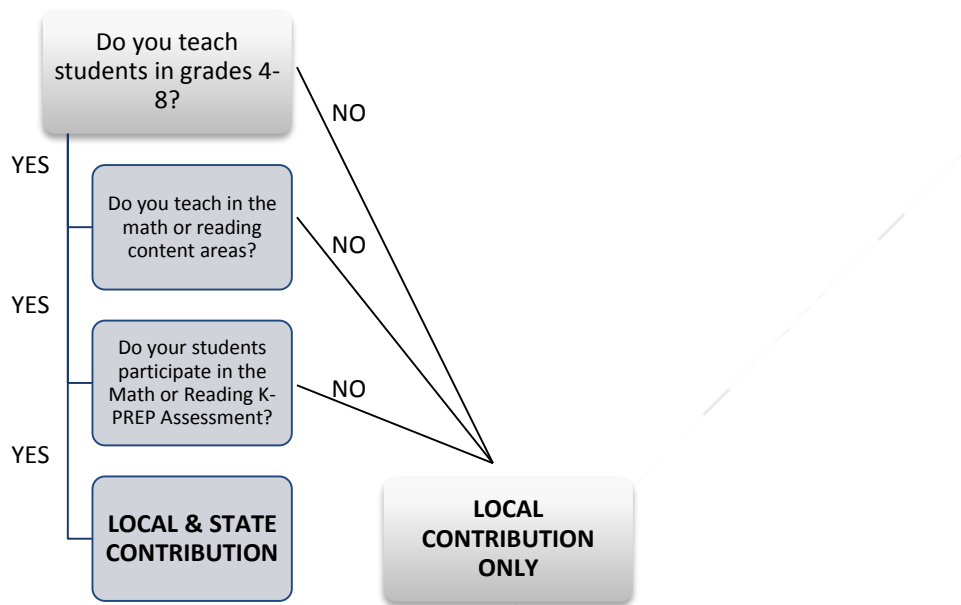 Do you teach
students in grades 4-
8?
NO
YES
Do you teach in the
math or reading
content areas?
NO
YES
Do your students
participate in the
Math or Reading K-
PREP Assessment?
NO
YES
LOCAL & STATE
CONTRIBUTION
LOCAL
CONTRIBUTION
ONLY